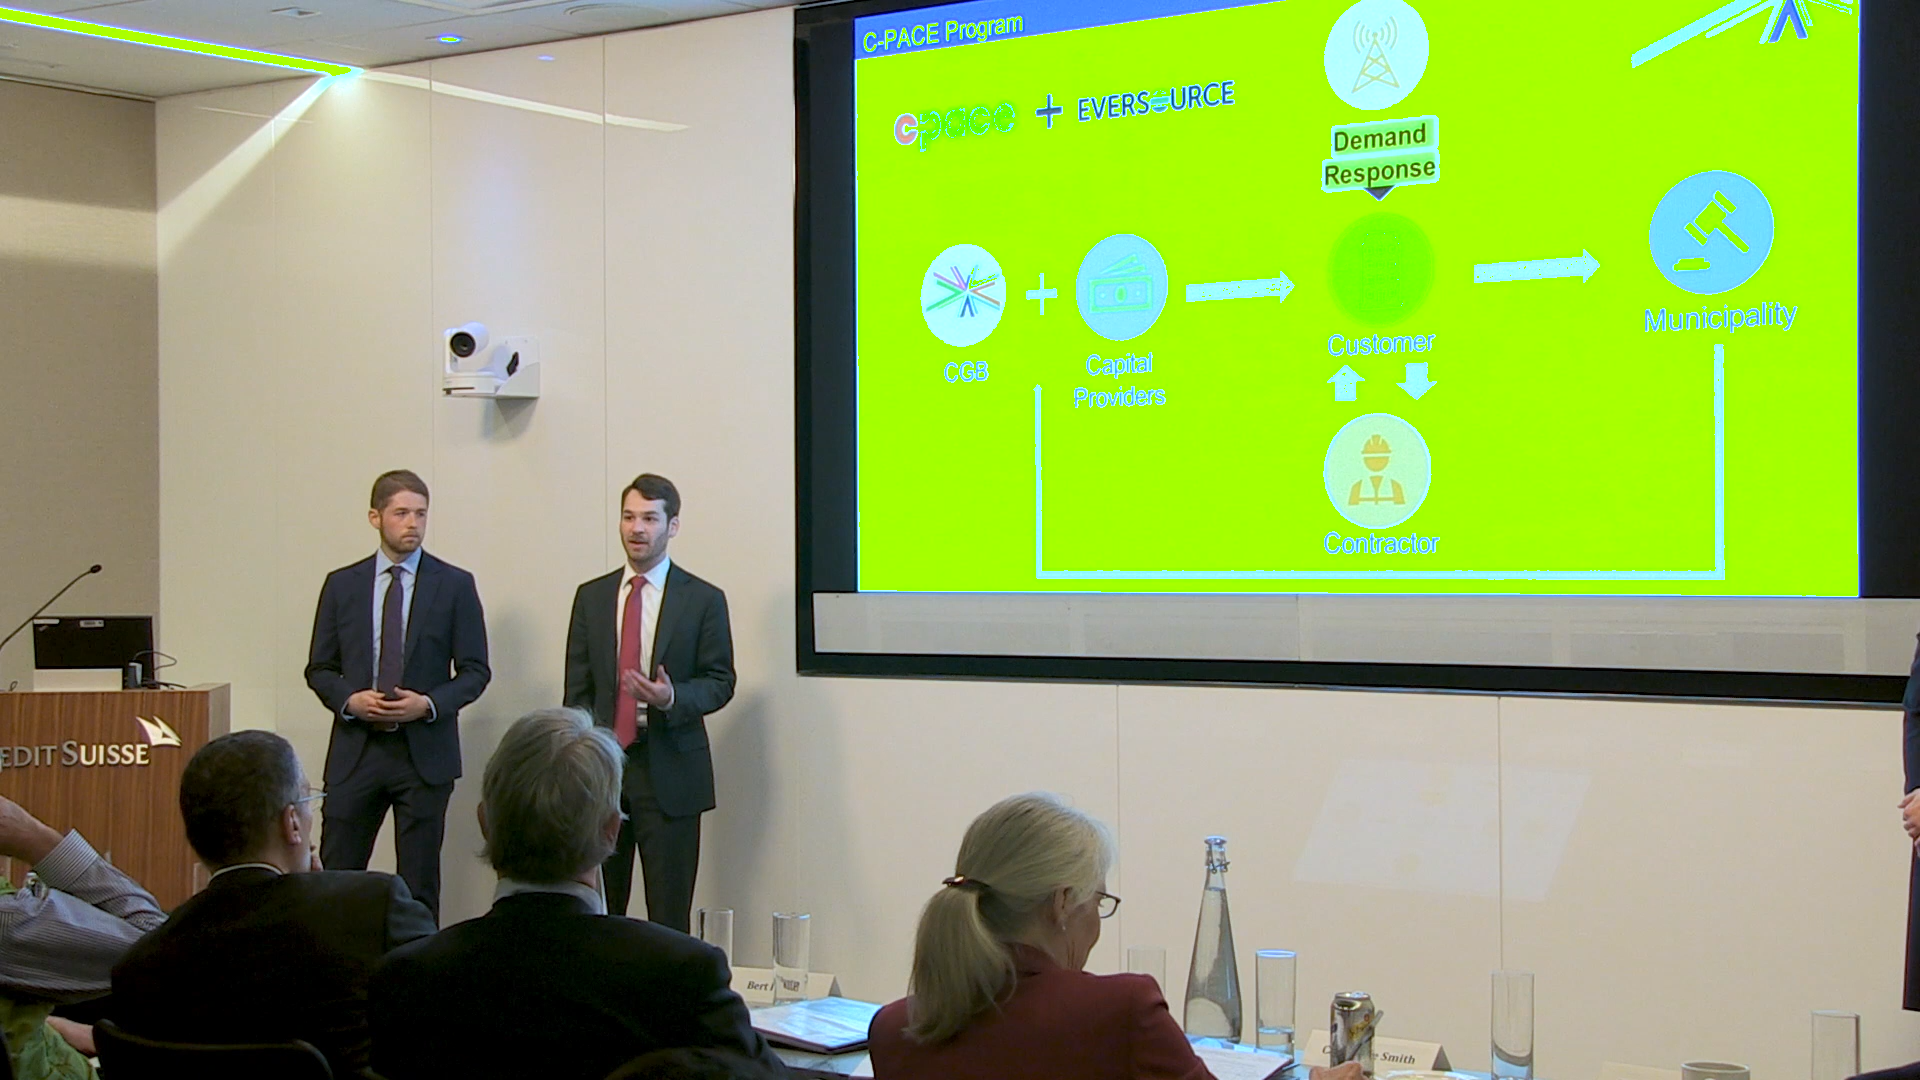 C-PACE Program
cpace + EVERSOURCE
Demand
Response
CGB
+
Capital
Providers
Customer
Municipality
Contractor
EDIT SUISSE
Bert
Smith